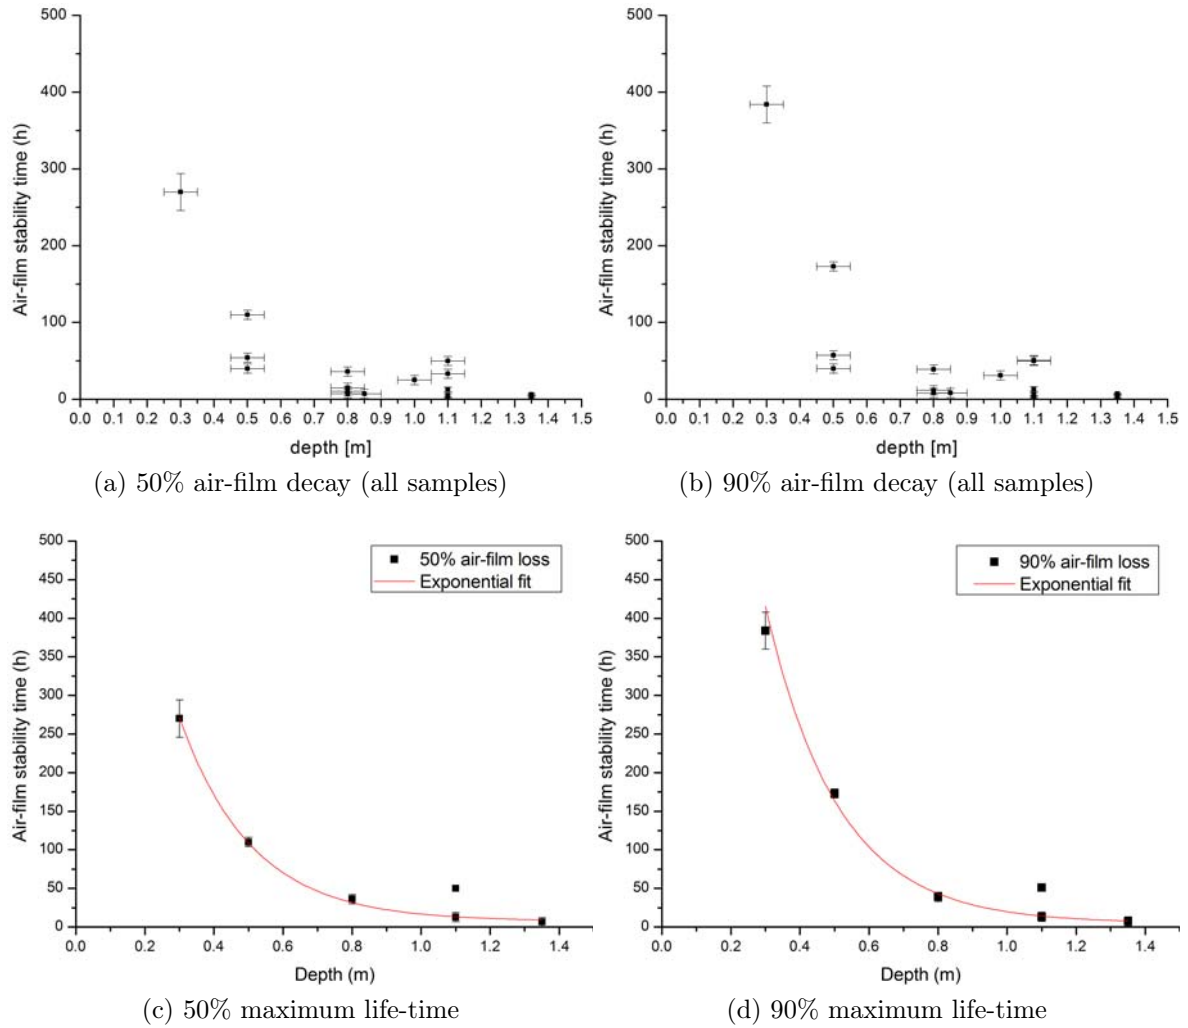 500
400
300
200
100
0
Air-film stability time (h)
0.0 0.1 0.2 0.3 0.4 0.5 0.6 0.7 0.8 0.9 1.0 1.1 1.2 1.3 1.4 1.5
depth [m]
(a) 50% air-film decay (all samples)
500
400
300
200
100
0
Air-film stability time (h)
0.0 0.1 0.2 0.3 0.4 0.5 0.6 0.7 0.8 0.9 1.0 1.1 1.2 1.3 1.4 1.5
depth [m]
(b) 90% air-film decay (all samples)
500
450
400
350
300
250
200
150
100
50
0
Air-film stability time (h)
50% air-film loss
Exponential fit
0.0 0.2 0.4 0.6 0.8 1.0 1.2 1.4
Depth (m)
(c) 50% maximum life-time
500
450
400
350
300
250
200
150
100
50
0
Air-film stability time (h)
90% air-film loss
Exponential fit
0.0 0.2 0.4 0.6 0.8 1.0 1.2 1.4
Depth (m)
(d) 90% maximum life-time